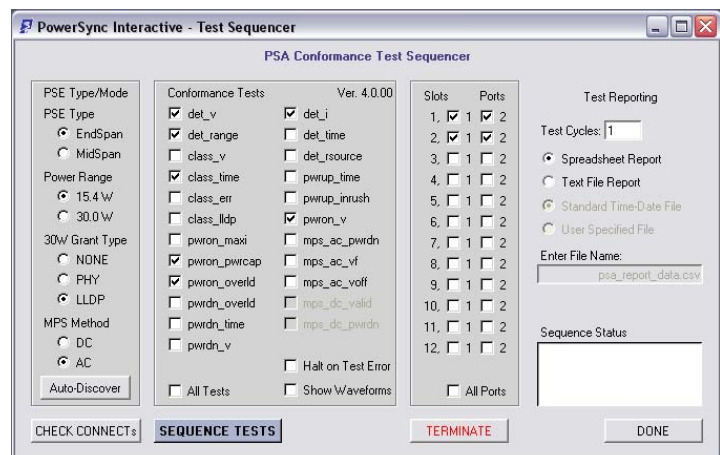 PowerSync Interactive - Test Sequencer
PSA Conformance Test Sequencer
PSE Type/Mode
PSE Type
EndSpan
MidSpan
Power Range
15.4 W
30.0 W
30W Grant Type
NONE
PHY
LLDP
MPS Method
DC
AC
Auto-Discover
Conformance Tests Ver. 4.0.00
det_v det_i
det_range det_time
class_v det_rsource
class_time pwrup_time
class_err pwrup_inrush
class_lldp pwron_v
pwron_maxi mps_ac_pwrdn
pwron_pwrcap mps_ac_vf
pwron_overld mps_ac_voff
pwrdn_overld mps_dc_valid
pwrdn_time mps_dc_pwrdn
pwrdn_v
Halt on Test Error
All Tests Show Waveforms
Slots Ports
1, 1 2
2, 1 2
3, 1 2
4, 1 2
5, 1 2
6, 1 2
7, 1 2
8, 1 2
9, 1 2
10, 1 2
11, 1 2
12, 1 2
All Ports
Test Reporting
Test Cycles: 1
Spreadsheet Report
Text File Report
Standard Time-Date File
User Specified File
Enter File Name:
psa_report_data.csv
Sequence Status
CHECK CONNECTs SEQUENCE TESTS TERMINATE DONE